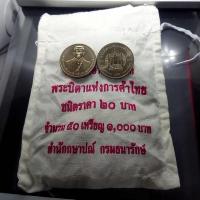 พระบิดาแห่งการค้าไทย
ชนิดราคา ๒๐ บาท
จำนวน ๕๐ เหรียญ ๑,๐๐๐ บาท
สำนักกษาปณ์ กรมธนารักษ์